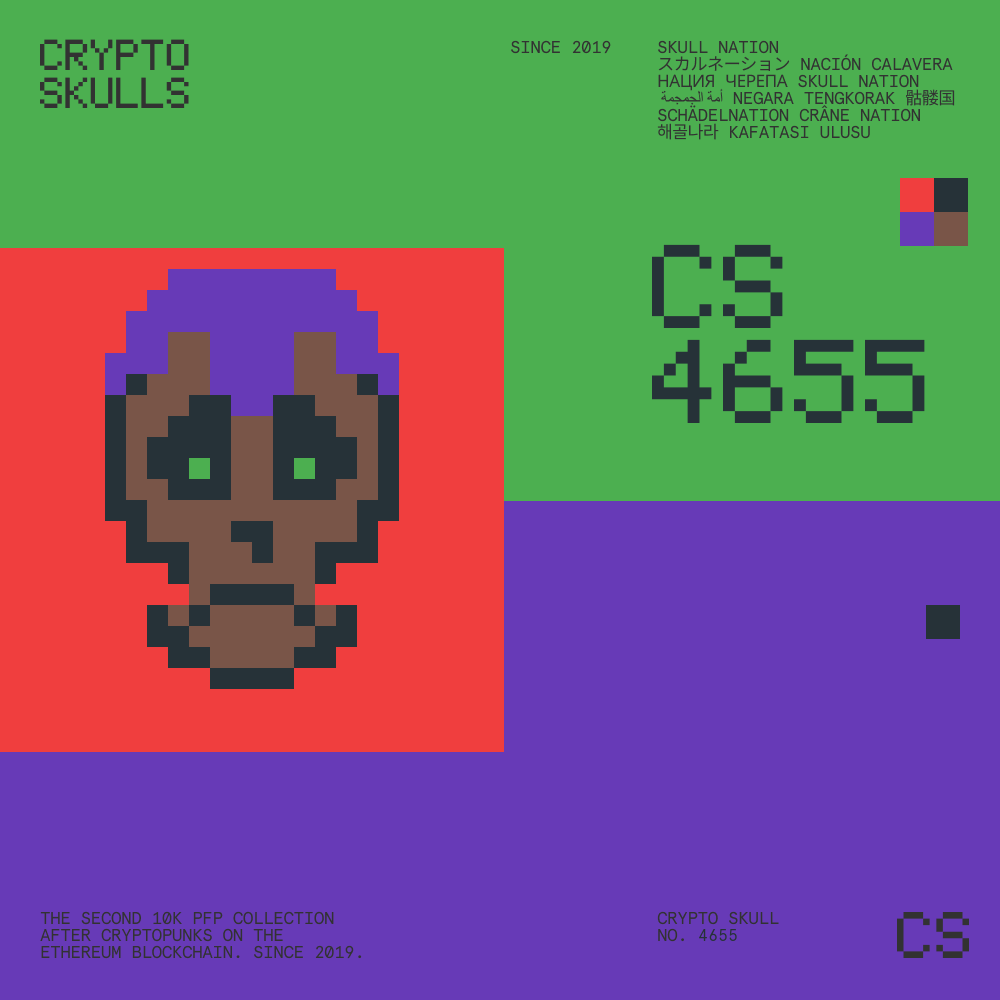 CRYPTO
SKULLS
SINCE 2019
SKULL NATION
スカルネーション NACIÓN CALAVERA
НАЦИЯ ЧЕРЕПА SKULL NATION
أمة الجمجمة NEGARA TENGKORAK 骷髅国
SCHÄDELNATION CRÂNE NATION
해골나라 KAFATASI ULUSU
CS
4655
THE SECOND 10K PFP COLLECTION
AFTER CRYPTOPUNKS ON THE
ETHEREUM BLOCKCHAIN. SINCE 2019.
CRYPTO SKULL
NO. 4655
CS